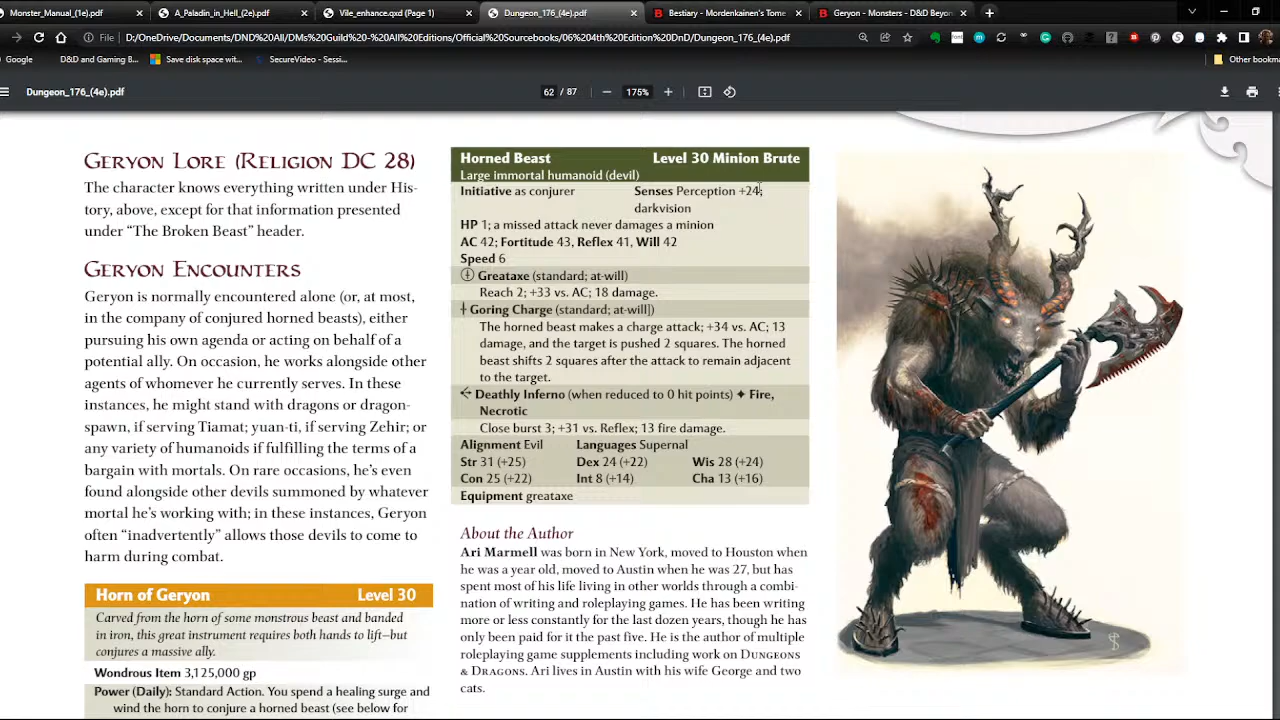 Monster_Manual_(1e).pdf
A_Paladin_in_Hell_(2e).pdf
Vile_enhance.qxd (Page 1)
Dungeon_176_(4e).pdf
Bestiary - Mordenkainen's Tome
Geryon - Monsters - D&D Beyon
File
D:/OneDrive/Documents/DND%20All/DMs%20Guild%20-%20All%20Editions/Official%20Sourcebooks/06%204th%20Edition%20DnD/Dungeon_176_(4e).pdf
Google
D&D and Gaming B...
Save disk space wit...
SecureVideo - Sessi...
Other bookma
Dungeon_176_(4e).pdf
62 / 87
175%
Geryon Lore (Religion DC 28)
The character knows everything written under His-
tory, above, except for that information presented
under “The Broken Beast” header.
Geryon Encounters
Geryon is normally encountered alone (or, at most,
in the company of conjured horned beasts), either
pursuing his own agenda or acting on behalf of a
potential ally. On occasion, he works alongside other
agents of whomever he currently serves. In these
instances, he might stand with dragons or dragon-
spawn, if serving Tiamat; yuan-ti, if serving Zehir; or
any variety of humanoids if fulfilling the terms of a
bargain with mortals. On rare occasions, he’s even
found alongside other devils summoned by whatever
mortal he’s working with; in these instances, Geryon
often “inadvertently” allows those devils to come to
harm during combat.
Horn of Geryon Level 30
Carved from the horn of some monstrous beast and banded
in iron, this great instrument requires both hands to lift—but
conjures a massive ally.
Wondrous Item 3,125,000 gp
Power (Daily): Standard Action. You spend a healing surge and
wind the horn to conjure a horned beast (see below for
Horned Beast Level 30 Minion Brute
Large immortal humanoid (devil)
Initiative as conjurer Senses Perception +24;
darkvision
HP 1; a missed attack never damages a minion
AC 42; Fortitude 43, Reflex 41, Will 42
Speed 6
Greataxe (standard; at-will)
Reach 2; +33 vs. AC; 18 damage.
Goring Charge (standard; at-will])
The horned beast makes a charge attack; +34 vs. AC; 13
damage, and the target is pushed 2 squares. The horned
beast shifts 2 squares after the attack to remain adjacent
to the target.
Deathly Inferno (when reduced to 0 hit points) ✦ Fire,
Necrotic
Close burst 3; +31 vs. Reflex; 13 fire damage.
Alignment Evil Languages Supernal
Str 31 (+25) Dex 24 (+22) Wis 28 (+24)
Con 25 (+22) Int 8 (+14) Cha 13 (+16)
Equipment greataxe
About the Author
Ari Marmell was born in New York, moved to Houston when
he was a year old, moved to Austin when he was 27, but has
spent most of his life living in other worlds through a combi-
nation of writing and roleplaying games. He has been writing
more or less constantly for the last dozen years, though he has
only been paid for it the past five. He is the author of multiple
roleplaying game supplements including work on Dungeons
& Dragons. Ari lives in Austin with his wife George and two
cats.